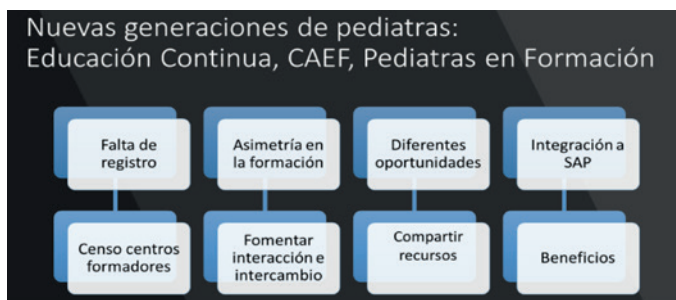 Nuevas generaciones de pediatras:
Educación Continua, CAEF, Pediatras en Formación
Falta de
registro
Asimetría en
la formación
Diferentes
oportunidades
Integración a
SAP
Censo centros
formadores
Fomentar
interacción e
intercambio
Compartir
recursos
Beneficios